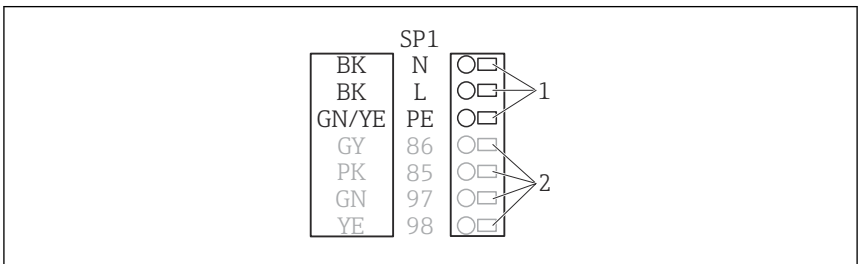 SP1
BK N
BK L
GN/YE PE
GY 86
PK 85
GN 97
YE 98
1
2